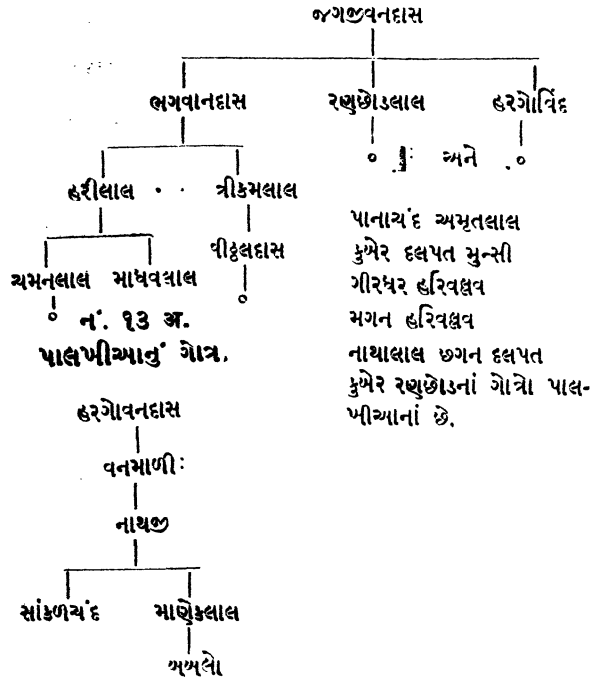 જગજીવનદાસ
ભગવાનદાસ રણછોડલાલ હરગોવિંદ
અને
હરીલાલ ત્રીકમલાલ
વીઠ્ઠલદાસ
ચમનલાલ માધવલાલ
નં. ૧૩ અ.
પાલખીઆનું ગોત્ર.
પાનાચંદ અમૃતલાલ
કુબેર દલપત મુન્સી
ગીરધર હરિવલ્લવ
મગન હરિવલ્લવ
નાથાલાલ છગન દલપત
કુબેર રણછોડનાં ગોત્રો પાલ-
ખીઆનાં છે.
હરગોવનદાસ
વનમાળી:
નાથજી
સાંકળચંદ માણેકલાલ
બબલો